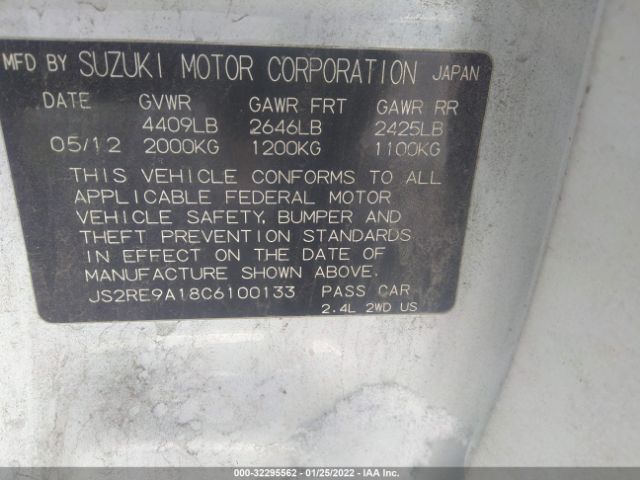 MFD BY SUZUKI MOTOR CORPORATION JAPAN
DATE GVWR GAWR FRT GAWR RR
4409LB 2646LB 2425LB
05/12 2000KG 1200KG 1100KG
THIS VEHICLE CONFORMS TO ALL
APPLICABLE FEDERAL MOTOR
VEHICLE SAFETY, BUMPER AND
THEFT PREVENTION STANDARDS
IN EFFECT ON THE DATE OF
MANUFACTURE SHOWN ABOVE.
JS2RE9A18C6100133 PASS CAR
2.4L 2WD US
000-32295562 - 01/25/2022 - IAA Inc.